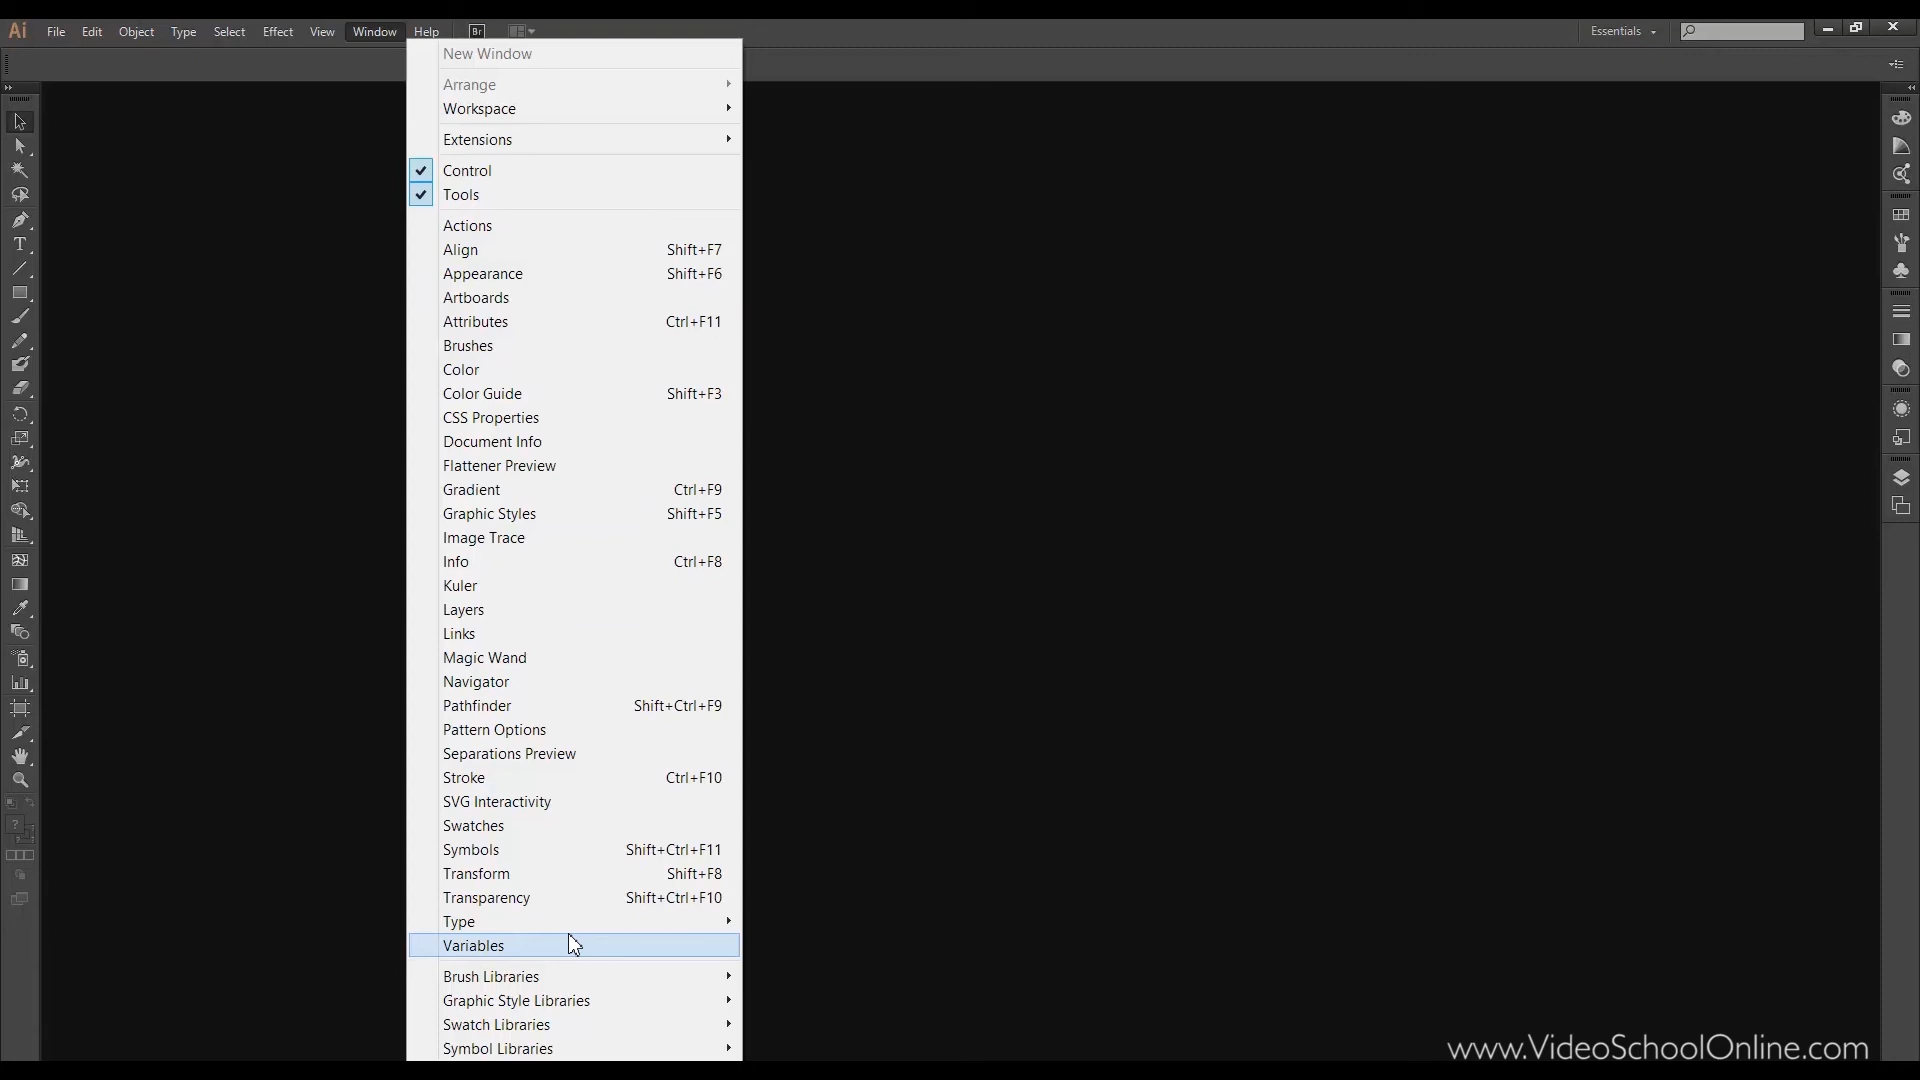 Ai File Edit Object Type Select Effect View Window Help Br Essentials
New Window
Arrange
Workspace
Extensions
Control
Tools
Actions
Align Shift+F7
Appearance Shift+F6
Artboards
Attributes Ctrl+F11
Brushes
Color
Color Guide Shift+F3
CSS Properties
Document Info
Flattener Preview
Gradient Ctrl+F9
Graphic Styles Shift+F5
Image Trace
Info Ctrl+F8
Kuler
Layers
Links
Magic Wand
Navigator
Pathfinder Shift+Ctrl+F9
Pattern Options
Separations Preview
Stroke Ctrl+F10
SVG Interactivity
Swatches
Symbols Shift+Ctrl+F11
Transform Shift+F8
Transparency Shift+Ctrl+F10
Type
Variables
Brush Libraries
Graphic Style Libraries
Swatch Libraries
Symbol Libraries
www.VideoSchoolOnline.com